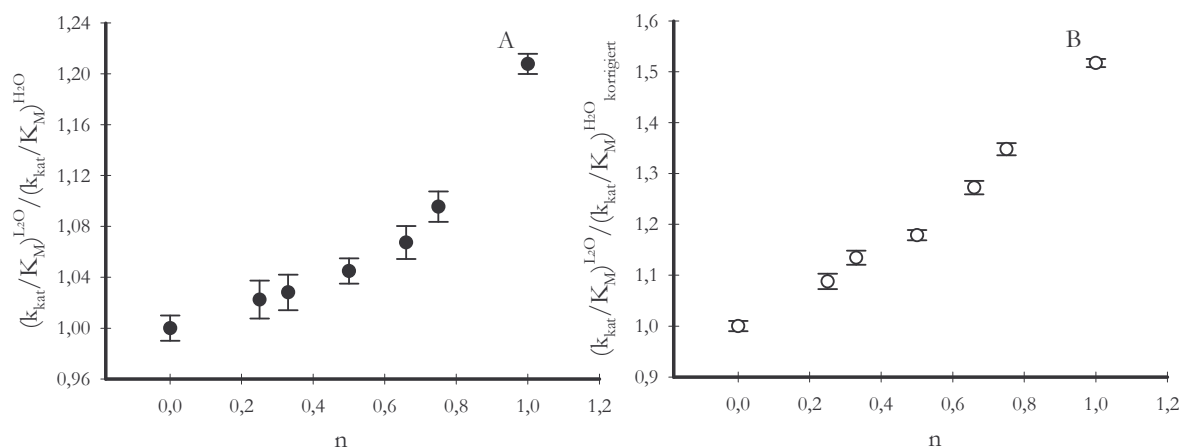 A
(k_kat/K_M)^L₂O/(k_kat/K_M)^H₂O
1,24
1,20
1,16
1,12
1,08
1,04
1,00
0,96
0,0 0,2 0,4 0,6 0,8 1,0 1,2
n
B
(k_kat/K_M)^L₂O/(k_kat/K_M)^H₂O korrigiert
1,6
1,5
1,4
1,3
1,2
1,1
1,0
0,9
0,0 0,2 0,4 0,6 0,8 1,0 1,2
n